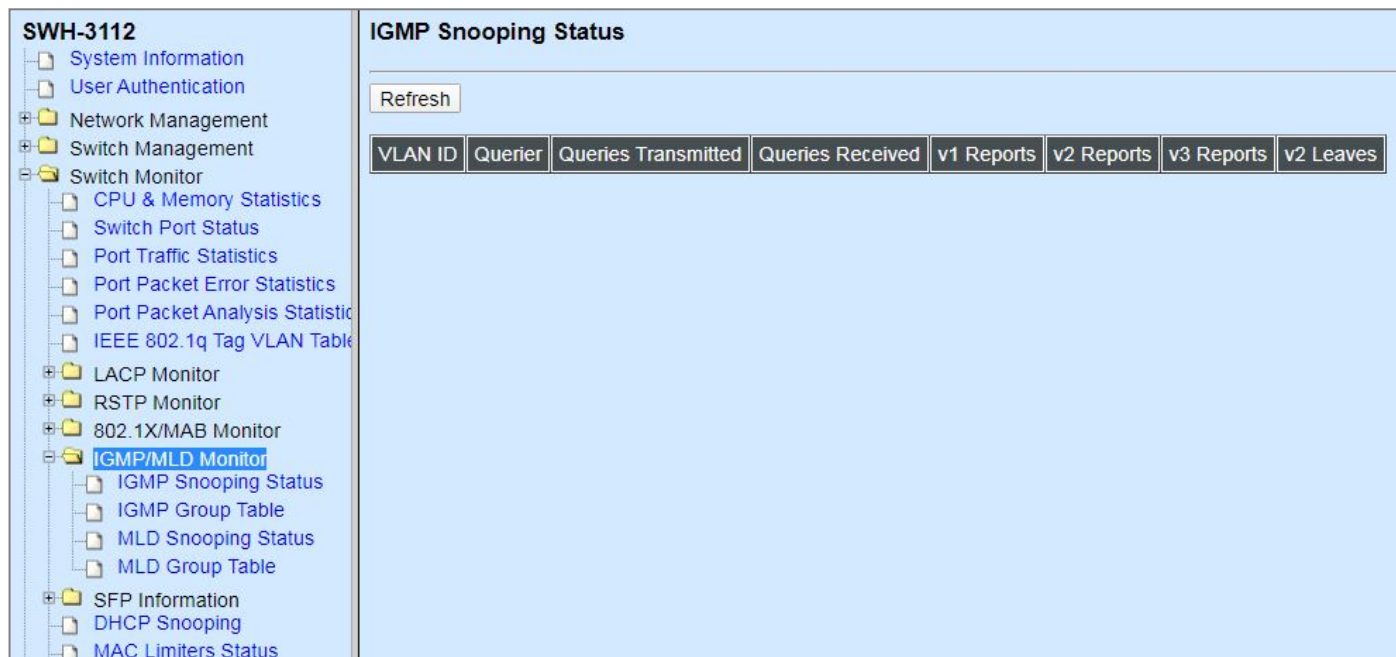 SWH-3112
System Information
User Authentication
Network Management
Switch Management
Switch Monitor
CPU & Memory Statistics
Switch Port Status
Port Traffic Statistics
Port Packet Error Statistics
Port Packet Analysis Statistic
IEEE 802.1q Tag VLAN Table
LACP Monitor
RSTP Monitor
802.1X/MAB Monitor
IGMP/MLD Monitor
IGMP Snooping Status
IGMP Group Table
MLD Snooping Status
MLD Group Table
SFP Information
DHCP Snooping
MAC Limiters Status
IGMP Snooping Status
Refresh
VLAN ID Querier Queries Transmitted Queries Received v1 Reports v2 Reports v3 Reports v2 Leaves